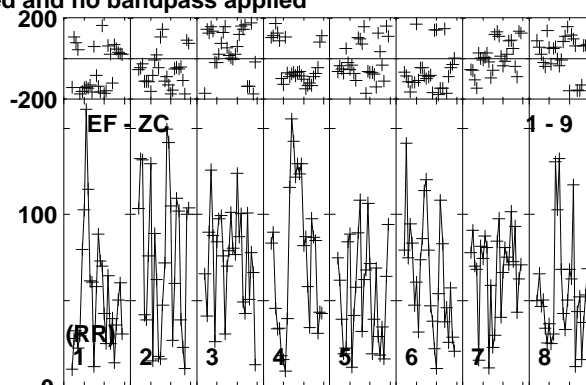 ed and no bandpass applied
200
-200
EF - ZC 1 - 9
100
(RR)
1 2 3 4 5 6 7 8
0